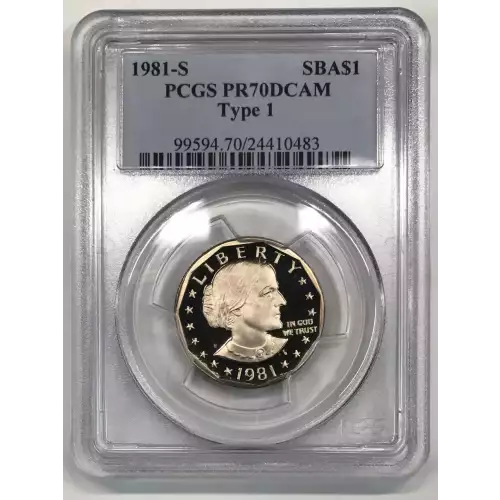 1981-S SBA$1
PCGS PR70DCAM
Type 1
99594.70/24410483
LIBERTY
IN GOD
WE TRUST
S
1981